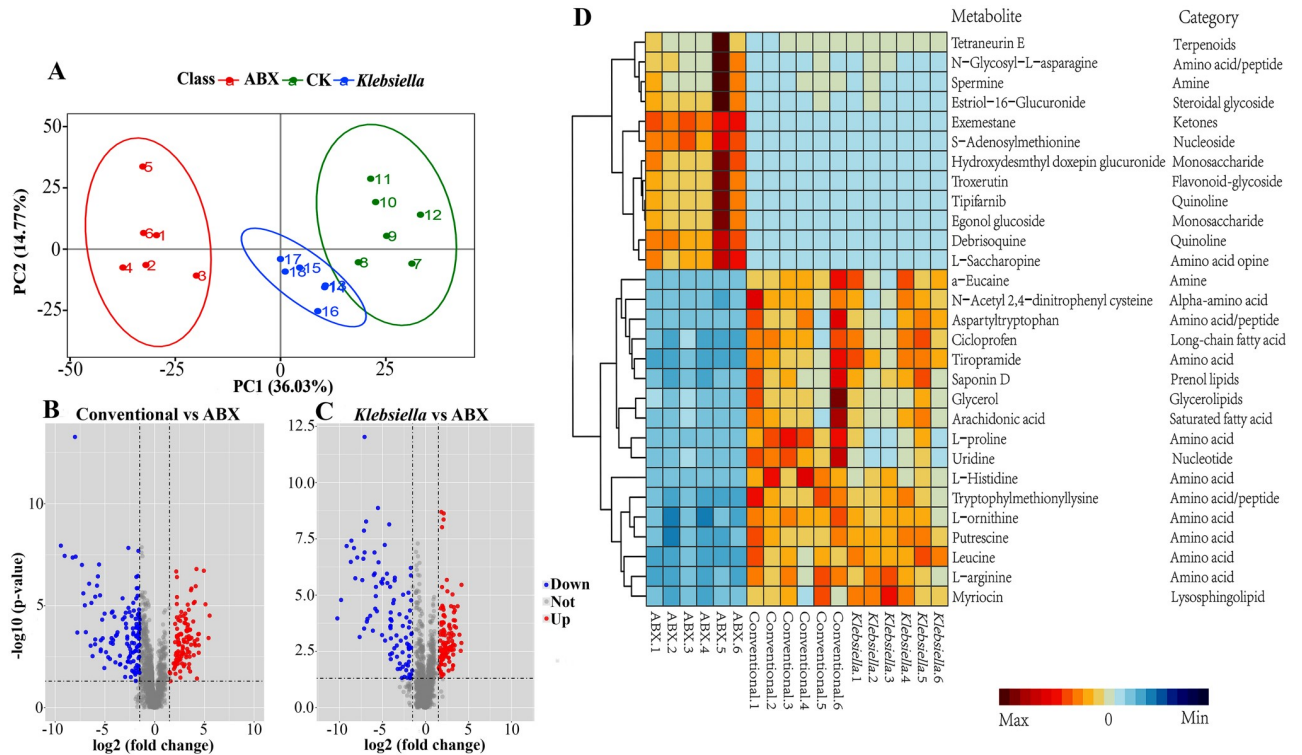 A
Class ABX CK Klebsiella
50
25
0
-25
-50
-25
0
25
PC2 (14.77%)
PC1 (36.03%)
5
6
1
4
2
3
17
18
15
16
11
10
12
9
8
7
B
Conventional vs ABX
10
5
0
-10
-5
0
5
10
-log10 (p-value)
log2 (fold change)
C
Klebsiella vs ABX
12.5
10.0
7.5
5.0
2.5
0.0
-10
-5
0
5
10
log2 (fold change)
Down
Not
Up
D
Metabolite Category
Tetraneurin E Terpenoids
N-Glycosyl-L-asparagine Amino acid/peptide
Spermine Amine
Estriol-16-Glucuronide Steroidal glycoside
Exemestane Ketones
S-Adenosylmethionine Nucleoside
Hydroxydesmthyl doxepin glucuronide Monosaccharide
Troxerutin Flavonoid-glycoside
Tipifarnib Quinoline
Egonol glucoside Monosaccharide
Debrisoquine Quinoline
L-Saccharopine Amino acid opine
a-Eucaine Amine
N-Acetyl 2,4-dinitrophenyl cysteine Alpha-amino acid
Aspartyltryptophan Amino acid/peptide
Cicloprofen Long-chain fatty acid
Tiropramide Amino acid
Saponin D Prenol lipids
Glycerol Glycerolipids
Arachidonic acid Saturated fatty acid
L-proline Amino acid
Uridine Nucleotide
L-Histidine Amino acid
Tryptophylmethionyllysine Amino acid/peptide
L-ornithine Amino acid
Putrescine Amino acid
Leucine Amino acid
L-arginine Amino acid
Myriocin Lysosphingolipid
ABX.1
ABX.2
ABX.3
ABX.4
ABX.5
ABX.6
Conventional.1
Conventional.2
Conventional.3
Conventional.4
Conventional.5
Conventional.6
Klebsiella.1
Klebsiella.2
Klebsiella.3
Klebsiella.4
Klebsiella.5
Klebsiella.6
Max 0 Min